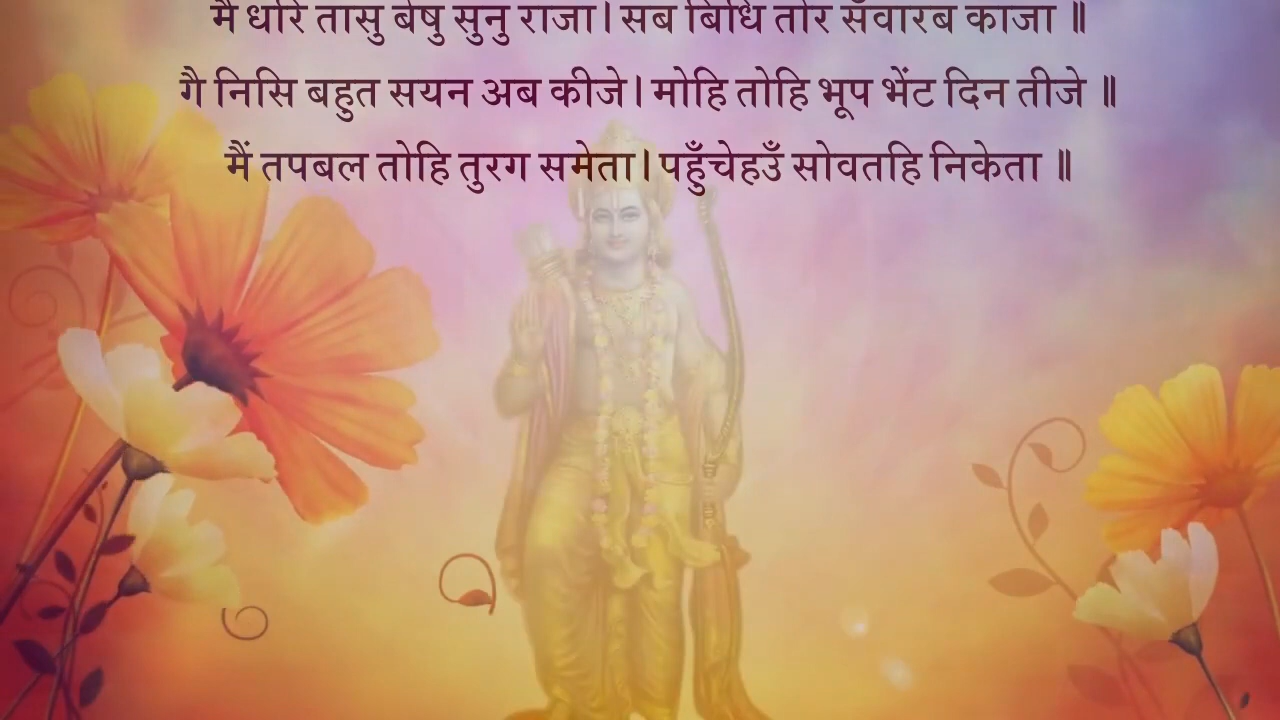 मैं धरि तासु बेषु सुनु राजा। सब बिधि तोर सँवारब काजा ॥
गै निसि बहुत सयन अब कीजे। मोहि तोहि भूप भेंट दिन तीजे ॥
मैं तपबल तोहि तुरग समेता। पहुँचेहउँ सोवतहि निकेता ॥